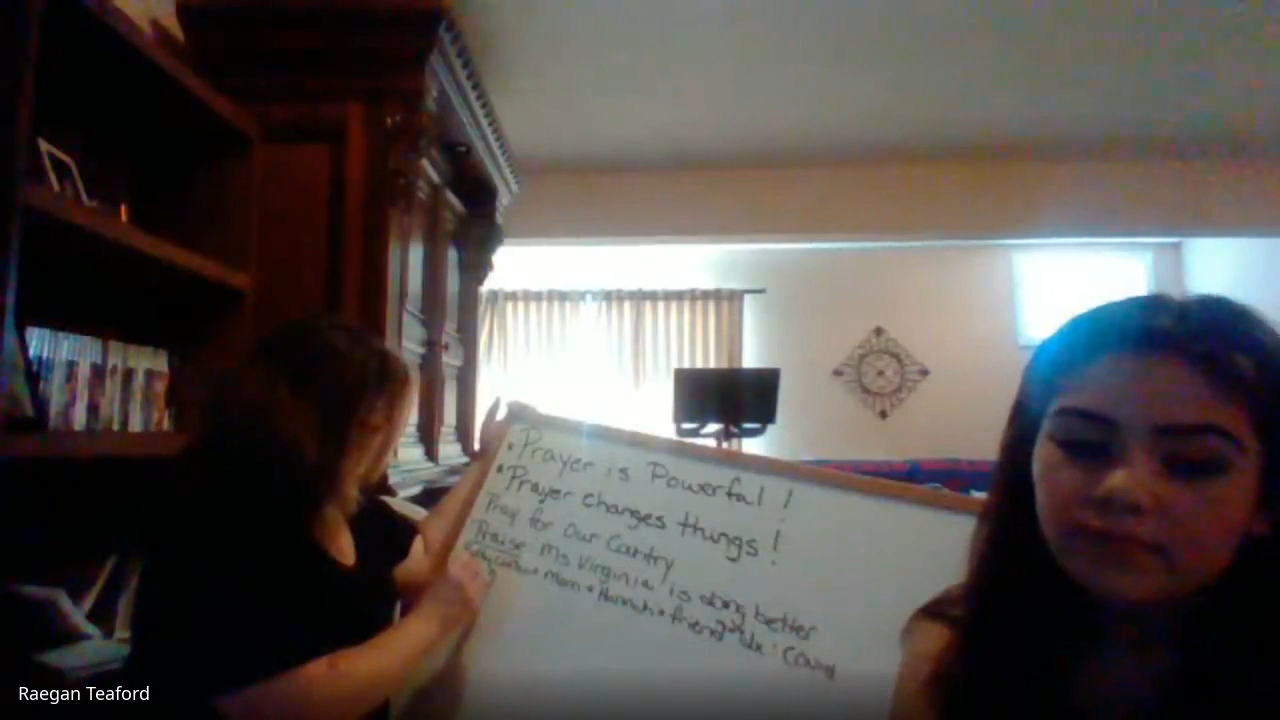 • Prayer is Powerful !
• Prayer changes things !
Pray for our Contry
Praise Ms Virginia is doing better
mom • Hannah • friend
Raegan Teaford